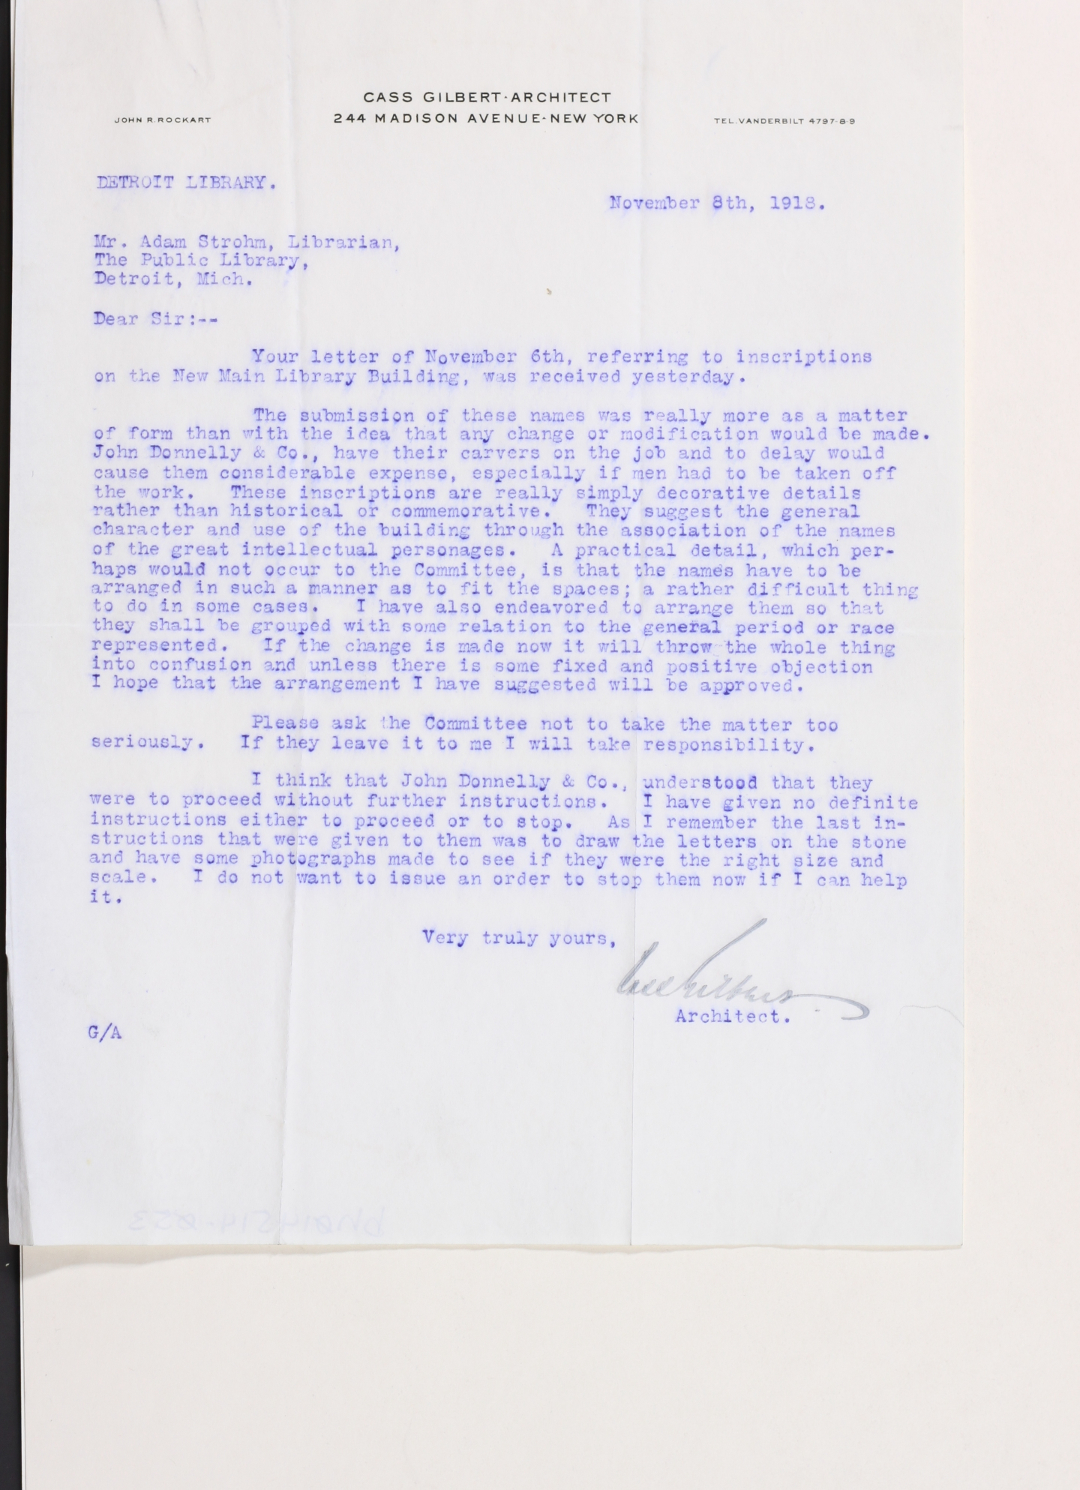 CASS GILBERT·ARCHITECT
JOHN R. ROCKART 244 MADISON AVENUE·NEW YORK TEL. VANDERBILT 4797-8-9
DETROIT LIBRARY.
November 8th, 1918.
Mr. Adam Strohm, Librarian,
The Public Library,
Detroit, Mich.
Dear Sir:--
Your letter of November 6th, referring to inscriptions
on the New Main Library Building, was received yesterday.
The submission of these names was really more as a matter
of form than with the idea that any change or modification would be made.
John Donnelly & Co., have their carvers on the job and to delay would
cause them considerable expense, especially if men had to be taken off
the work. These inscriptions are really simply decorative details
rather than historical or commemorative. They suggest the general
character and use of the building through the association of the names
of the great intellectual personages. A practical detail, which per-
haps would not occur to the Committee, is that the names have to be
arranged in such a manner as to fit the spaces; a rather difficult thing
to do in some cases. I have also endeavored to arrange them so that
they shall be grouped with some relation to the general period or race
represented. If the change is made now it will throw the whole thing
into confusion and unless there is some fixed and positive objection
I hope that the arrangement I have suggested will be approved.
Please ask the Committee not to take the matter too
seriously. If they leave it to me I will take responsibility.
I think that John Donnelly & Co., understood that they
were to proceed without further instructions. I have given no definite
instructions either to proceed or to stop. As I remember the last in-
structions that were given to them was to draw the letters on the stone
and have some photographs made to see if they were the right size and
scale. I do not want to issue an order to stop them now if I can help
it.
Very truly yours,
Cass Gilbert
Architect.
G/A